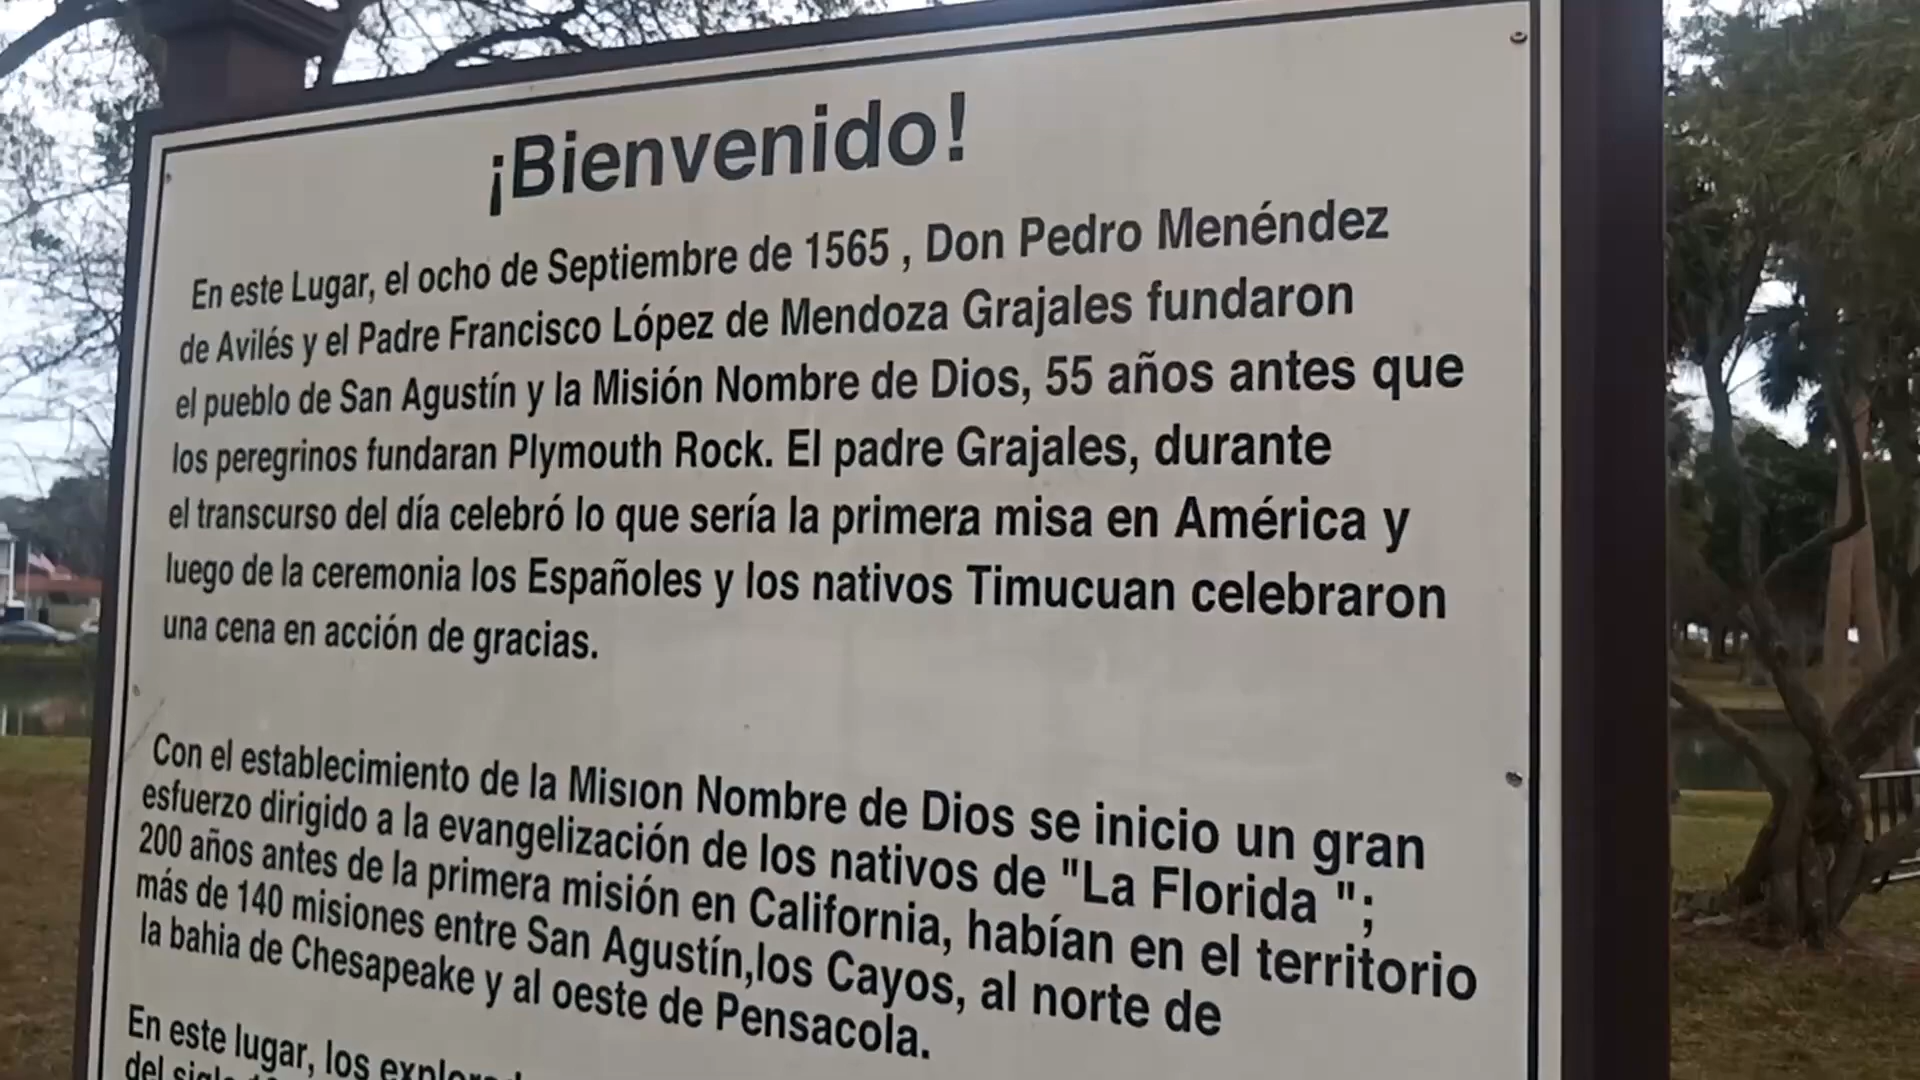 ¡Bienvenido!
En este Lugar, el ocho de Septiembre de 1565 , Don Pedro Menéndez
de Avilés y el Padre Francisco López de Mendoza Grajales fundaron
el pueblo de San Agustín y la Misión Nombre de Dios, 55 años antes que
los peregrinos fundaran Plymouth Rock. El padre Grajales, durante
el transcurso del día celebró lo que sería la primera misa en América y
luego de la ceremonia los Españoles y los nativos Timucuan celebraron
una cena en acción de gracias.
Con el establecimiento de la Misıon Nombre de Dios se inicio un gran
esfuerzo dirigido a la evangelización de los nativos de "La Florida ";
200 años antes de la primera misión en California, habían en el territorio
más de 140 misiones entre San Agustín,los Cayos, al norte de
la bahia de Chesapeake y al oeste de Pensacola.
En este lugar, los
del